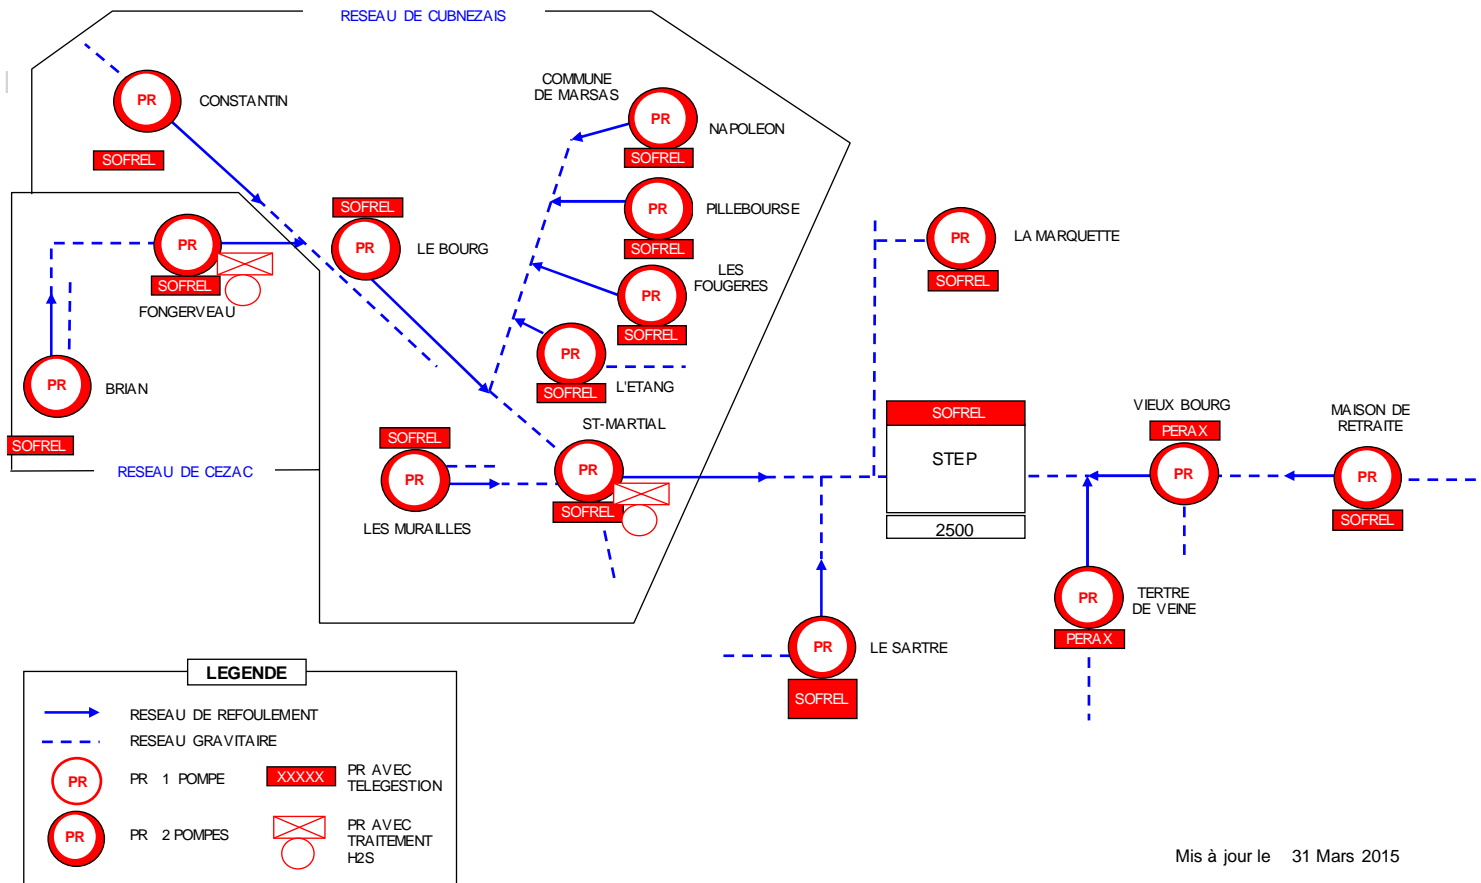 RESEAU DE CUBNEZAIS
PR
CONSTANTIN
SOFREL
COMMUNE
DE MARSAS
PR
NAPOLEON
SOFREL
PR
PILLEBOURSE
SOFREL
SOFREL
PR
LE BOURG
PR
SOFREL
FONGERVEAU
LES
FOUGERES
PR
SOFREL
PR
LA MARQUETTE
SOFREL
PR
L'ETANG
SOFREL
PR
BRIAN
SOFREL
RESEAU DE CEZAC
ST-MARTIAL
PR
SOFREL
SOFREL
PR
LES MURAILLES
SOFREL
STEP
2500
VIEUX BOURG
PERAX
PR
MAISON DE
RETRAITE
PR
SOFREL
PR
TERTRE
DE VEINE
PERAX
PR
LE SARTRE
SOFREL
LEGENDE
RESEAU DE REFOULEMENT
RESEAU GRAVITAIRE
PR
PR 1 POMPE
XXXXX
PR AVEC
TELEGESTION
PR
PR 2 POMPES
PR AVEC
TRAITEMENT
H2S
Mis à jour le 31 Mars 2015